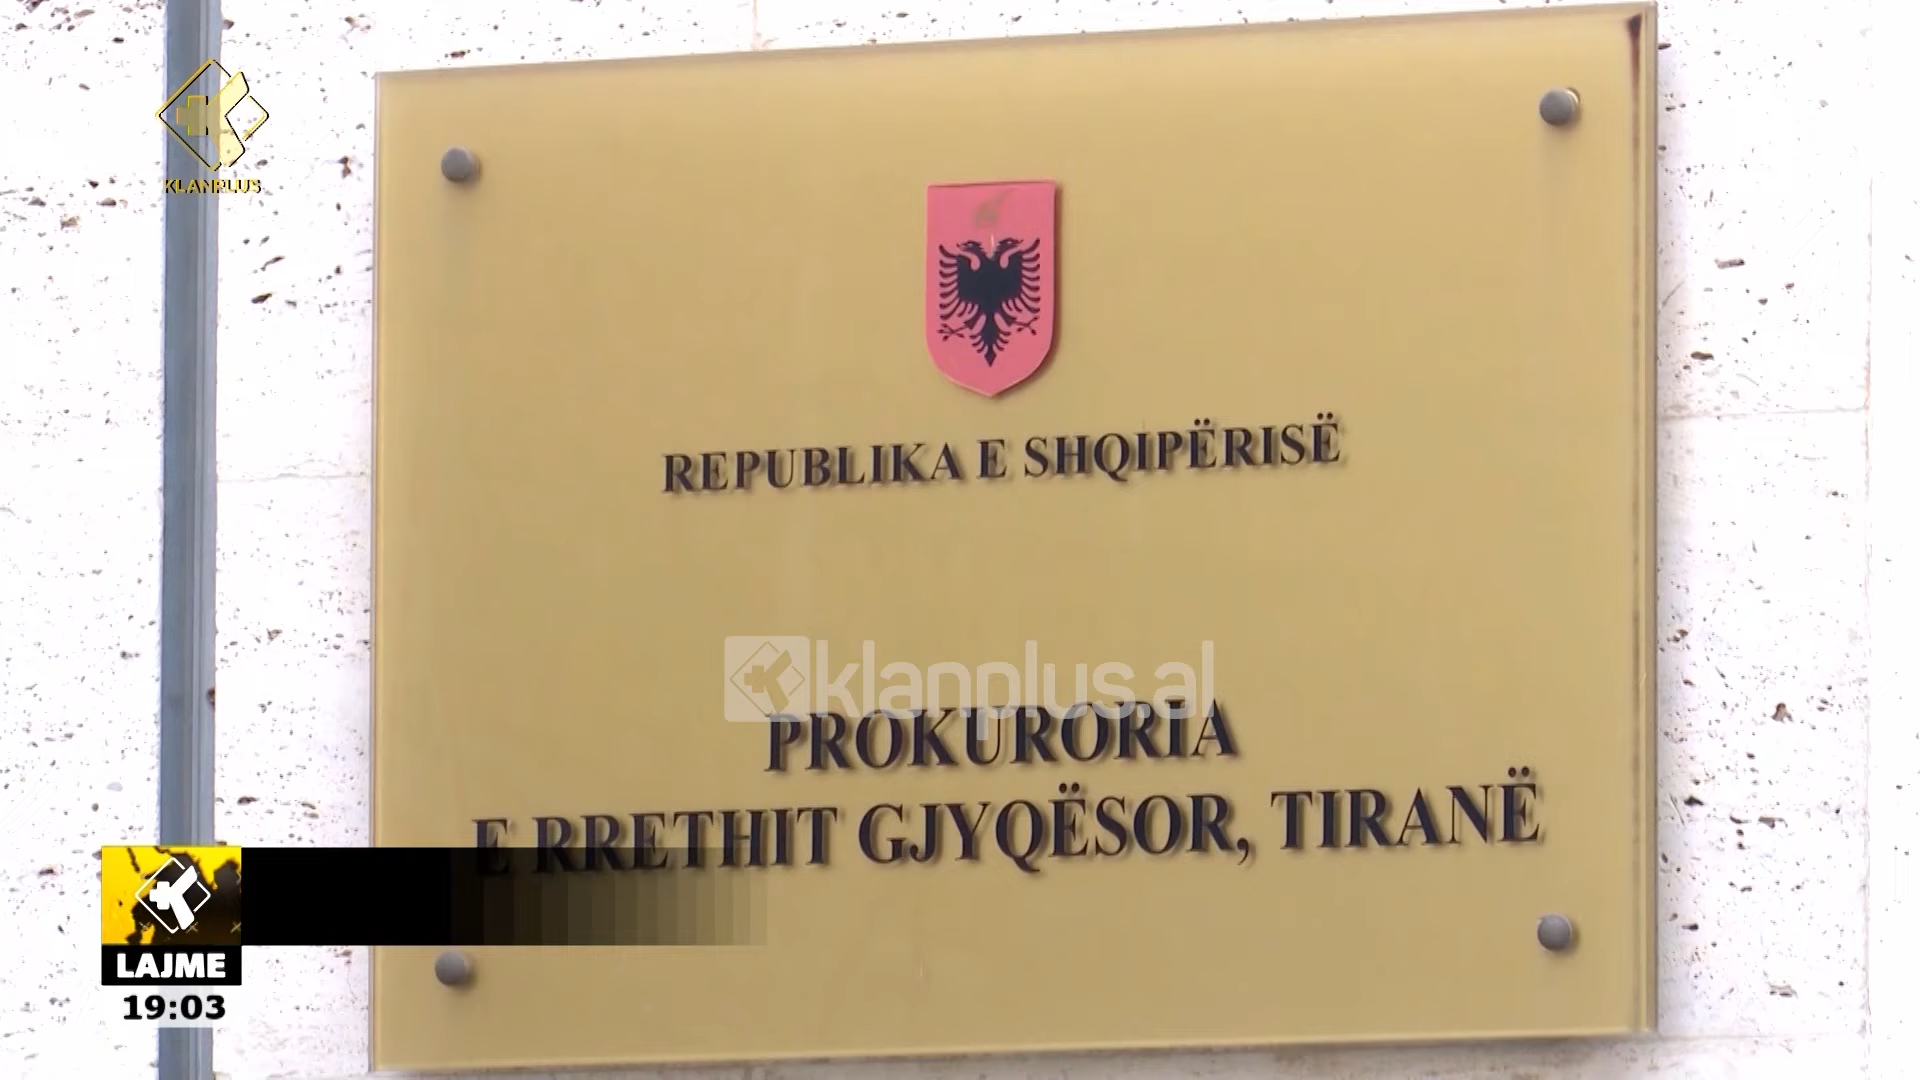 KLANPLUS
REPUBLIKA E SHQIPËRISË
klanplus.al
PROKURORIA
E RRETHIT GJYQËSOR, TIRANË
LAJME
19:03